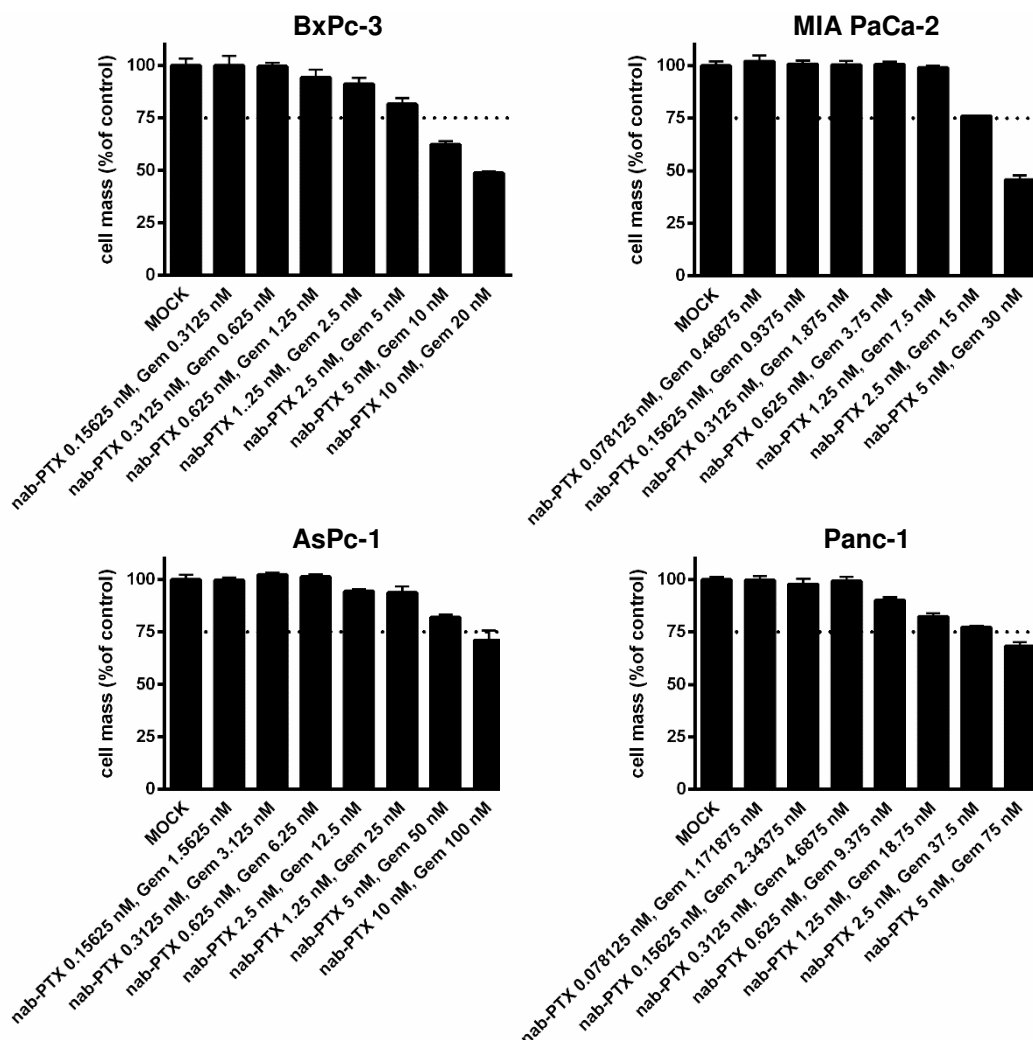 BxPc-3
cell mass (%of control)
100
75
50
25
0
MOCK
nab-PTX 0.15625 nM, Gem 0.3125 nM
nab-PTX 0.3125 nM, Gem 0.625 nM
nab-PTX 0.625 nM, Gem 1.25 nM
nab-PTX 1..25 nM, Gem 2.5 nM
nab-PTX 2.5 nM, Gem 5 nM
nab-PTX 5 nM, Gem 10 nM
nab-PTX 10 nM, Gem 20 nM
MIA PaCa-2
cell mass (%of control)
100
75
50
25
0
MOCK
nab-PTX 0.078125 nM, Gem 0.46875 nM
nab-PTX 0.15625 nM, Gem 0.9375 nM
nab-PTX 0.3125 nM, Gem 1.875 nM
nab-PTX 0.625 nM, Gem 3.75 nM
nab-PTX 1.25 nM, Gem 7.5 nM
nab-PTX 2.5 nM, Gem 15 nM
nab-PTX 5 nM, Gem 30 nM
AsPc-1
cell mass (%of control)
100
75
50
25
0
MOCK
nab-PTX 0.15625 nM, Gem 1.5625 nM
nab-PTX 0.3125 nM, Gem 3.125 nM
nab-PTX 0.625 nM, Gem 6.25 nM
nab-PTX 2.5 nM, Gem 12.5 nM
nab-PTX 1.25 nM, Gem 25 nM
nab-PTX 5 nM, Gem 50 nM
nab-PTX 10 nM, Gem 100 nM
Panc-1
cell mass (%of control)
100
75
50
25
0
MOCK
nab-PTX 0.078125 nM, Gem 1.171875 nM
nab-PTX 0.15625 nM, Gem 2.34375 nM
nab-PTX 0.3125 nM, Gem 4.6875 nM
nab-PTX 0.625 nM, Gem 9.375 nM
nab-PTX 1.25 nM, Gem 18.75 nM
nab-PTX 2.5 nM, Gem 37.5 nM
nab-PTX 5 nM, Gem 75 nM